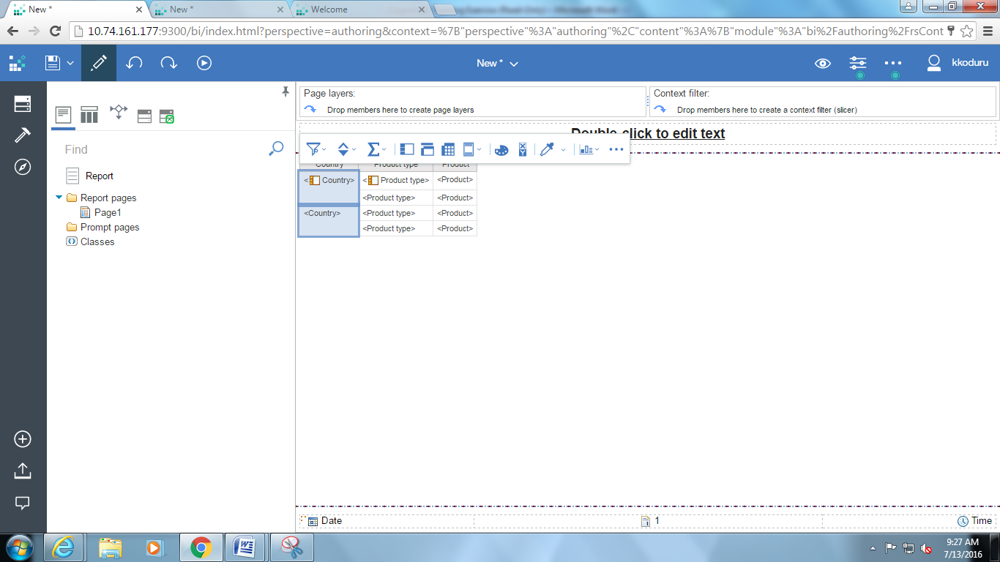 New *
New *
Welcome
10.74.161.177:9300/bi/index.html?perspective=authoring&context=%7B"perspective"%3A"authoring"%2C"content"%3A%7B"module"%3A"bi%2Fauthoring%2FrsCont
New *
kkoduru
Page layers:
Drop members here to create page layers
Context filter:
Drop members here to create a context filter (slicer)
Double-click to edit text
Find
Report
Report pages
Page1
Prompt pages
Classes
Country Product type Product
<Country> <Product type> <Product>
<Product type> <Product>
<Country> <Product type> <Product>
<Product type> <Product>
Date
1
Time
9:27 AM
7/13/2016